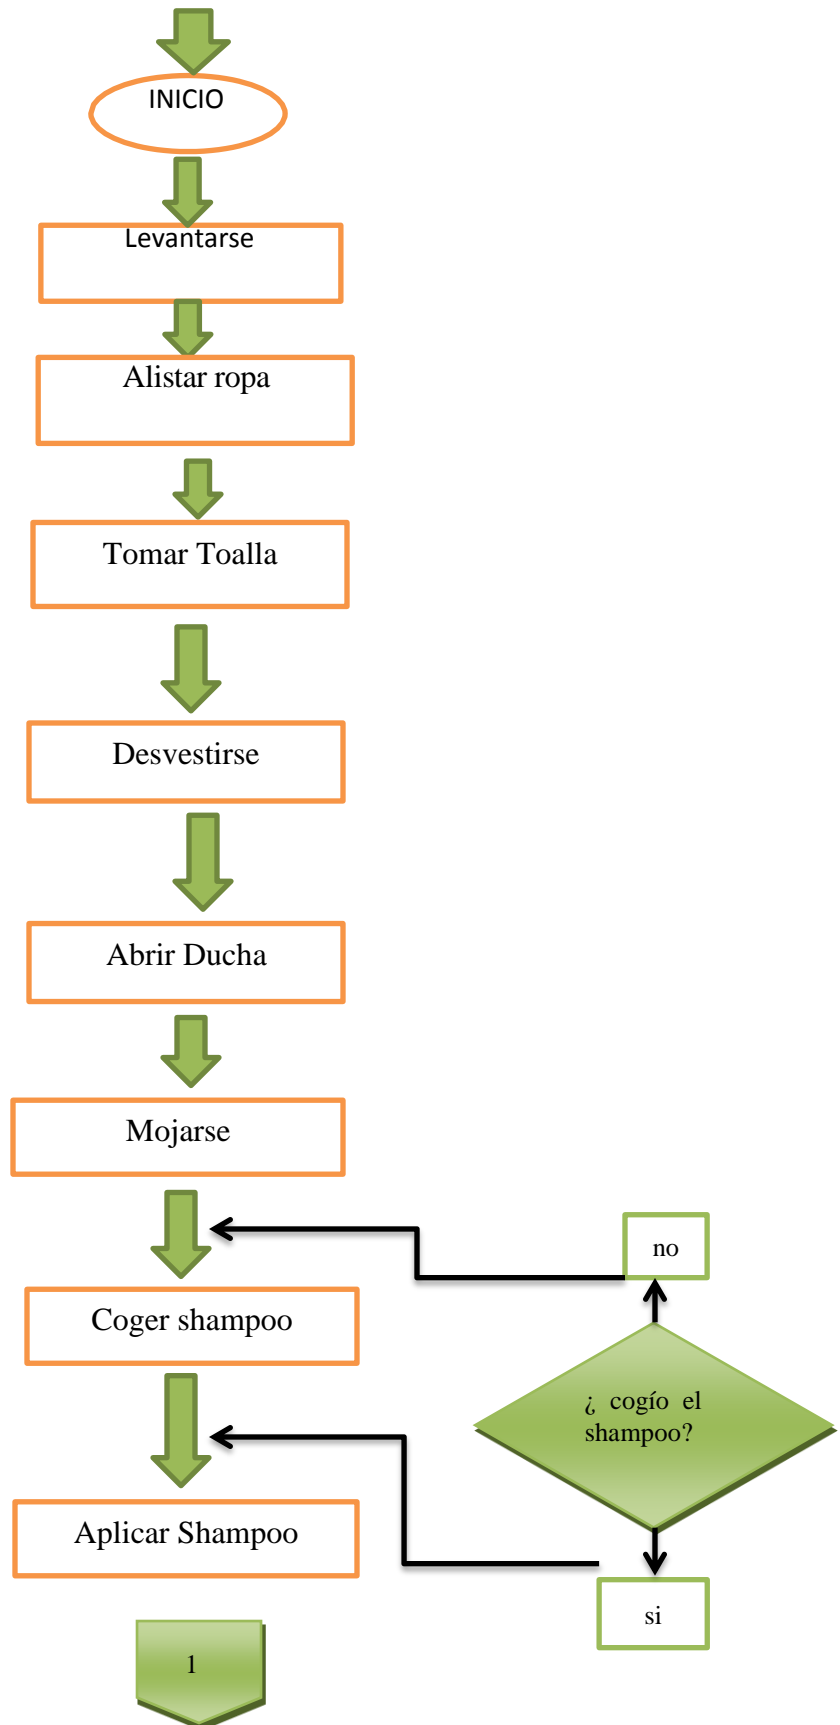 INICIO
Levantarse
Alistar ropa
Tomar Toalla
Desvestirse
Abrir Ducha
Mojarse
no
Coger shampoo
¿ cogío el
shampoo?
Aplicar Shampoo
si
1